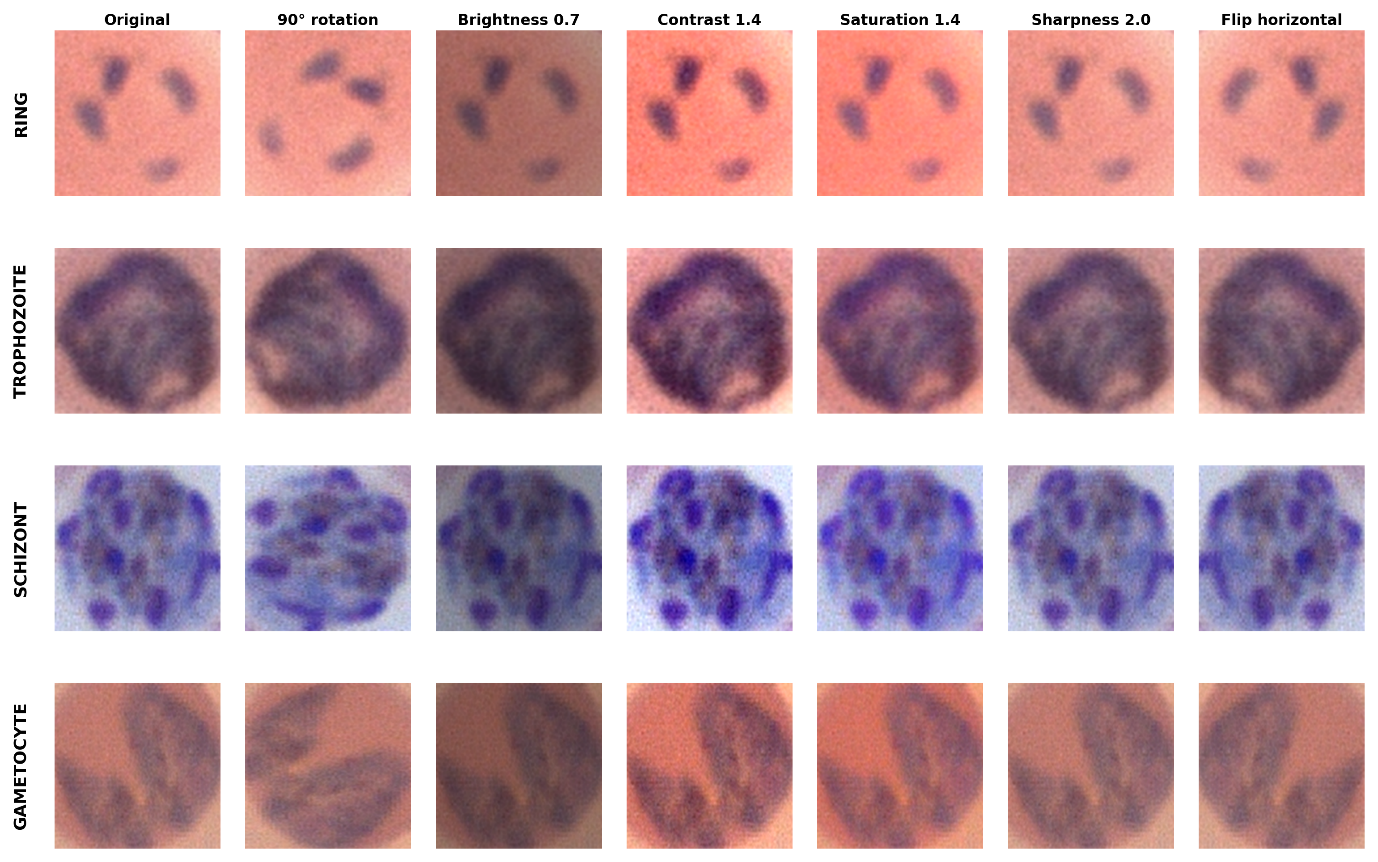 Original 90° rotation Brightness 0.7 Contrast 1.4 Saturation 1.4 Sharpness 2.0 Flip horizontal
RING
TROPHOZOITE
SCHIZONT
GAMETOCYTE